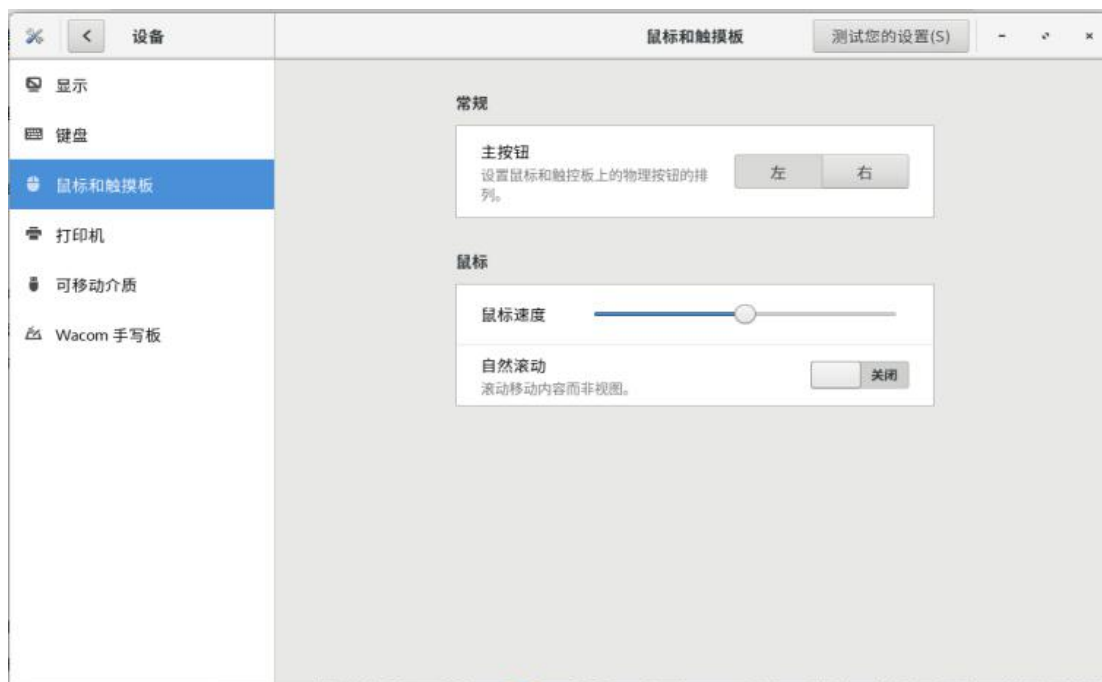 设备
鼠标和触摸板
测试您的设置(S)
显示
键盘
鼠标和触摸板
打印机
可移动介质
Wacom 手写板
常规
主按钮
设置鼠标和触控板上的物理按钮的排
列。
左
右
鼠标
鼠标速度
自然滚动
滚动移动内容而非视图。
关闭